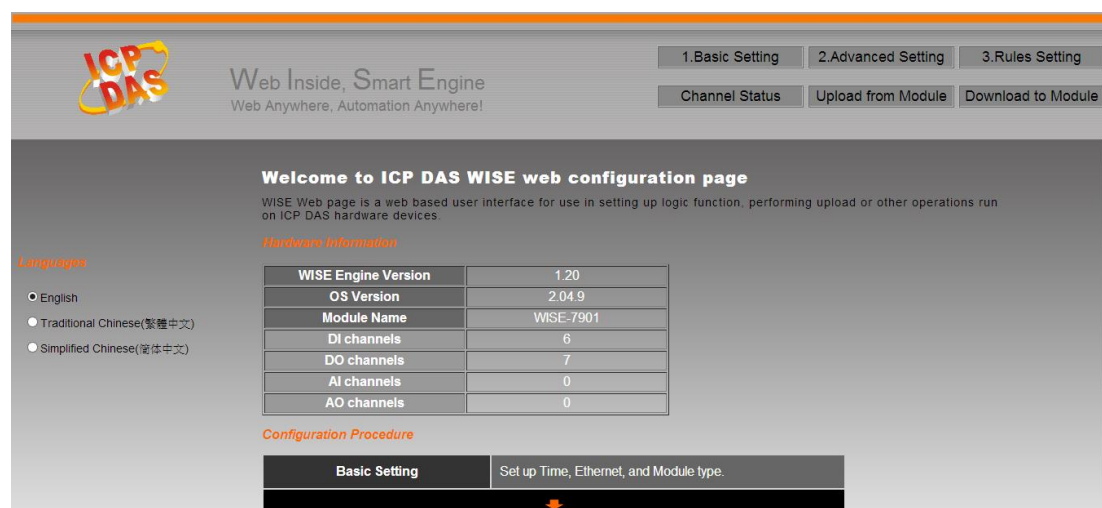 ICP
DAS
Web Inside, Smart Engine
Web Anywhere, Automation Anywhere!
1.Basic Setting
2.Advanced Setting
3.Rules Setting
Channel Status
Upload from Module
Download to Module
Welcome to ICP DAS WISE web configuration page
WISE Web page is a web based user interface for use in setting up logic function, performing upload or other operations run
on ICP DAS hardware devices.
Languages
English
Traditional Chinese(繁體中文)
Simplified Chinese(简体中文)
Hardware Information
WISE Engine Version 1.20
OS Version 2.04.9
Module Name WISE-7901
DI channels 6
DO channels 7
AI channels 0
AO channels 0
Configuration Procedure
Basic Setting Set up Time, Ethernet, and Module type.